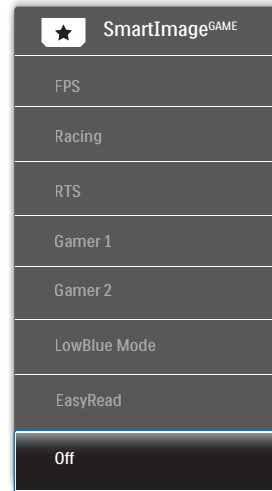 SmartImageGAME
FPS
Racing
RTS
Gamer 1
Gamer 2
LowBlue Mode
EasyRead
Off